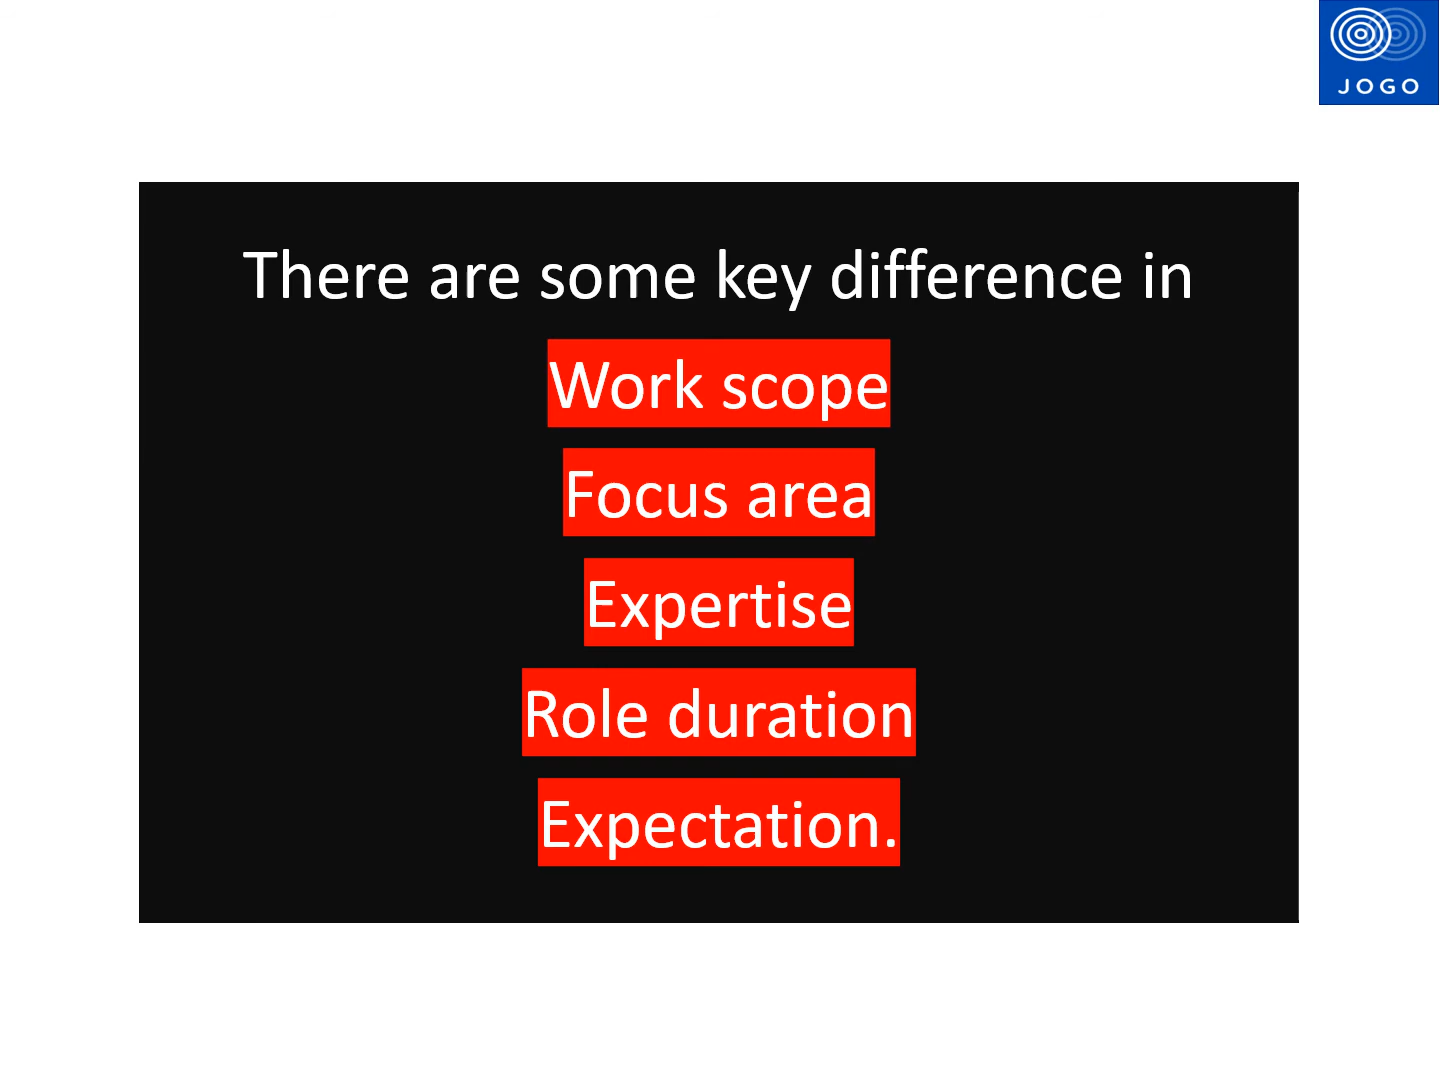 JOGO
There are some key difference in
Work scope
Focus area
Expertise
Role duration
Expectation.